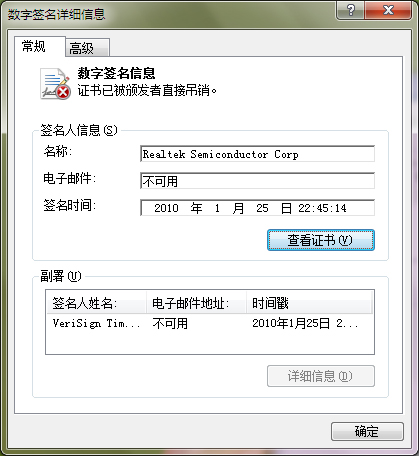 数字签名详细信息
常规 高级
数字签名信息
证书已被颁发者直接吊销。
签名人信息(S)
名称: Realtek Semiconductor Corp
电子邮件: 不可用
签名时间: 2010 年 1 月 25 日 22:45:14
查看证书(V)
副署(U)
签名人姓名: 电子邮件地址: 时间戳
VeriSign Tim... 不可用 2010年1月25日 2...
详细信息(D)
确定